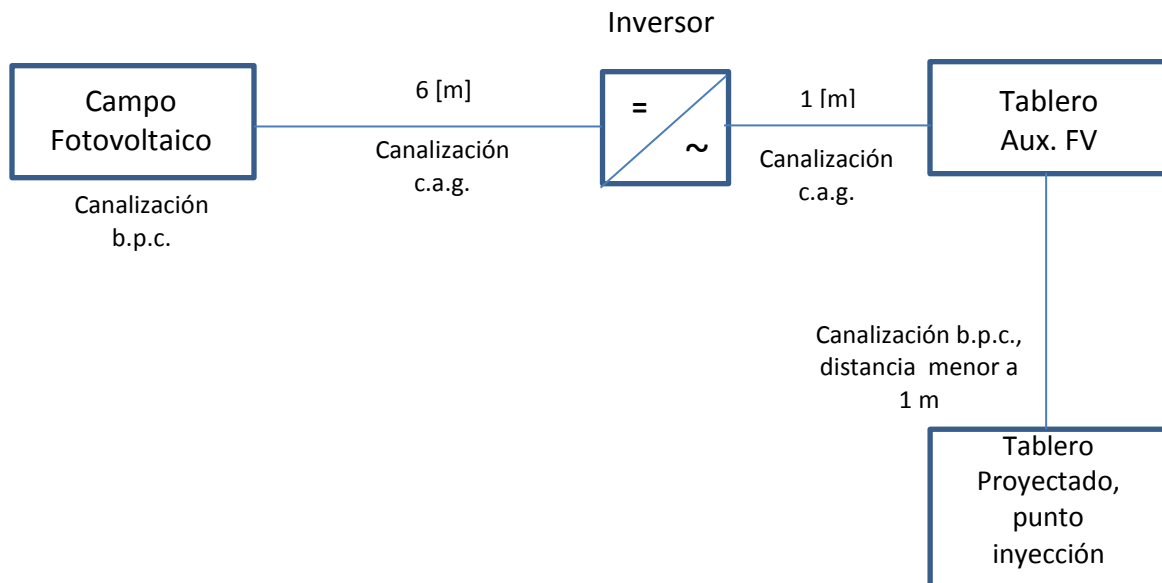 Inversor
Campo
Fotovoltaico
6 [m]
=
~
1 [m]
Tablero
Aux. FV
Canalización
c.a.g.
Canalización
c.a.g.
Canalización
b.p.c.
Canalización b.p.c.,
distancia menor a
1 m
Tablero
Proyectado,
punto
inyección